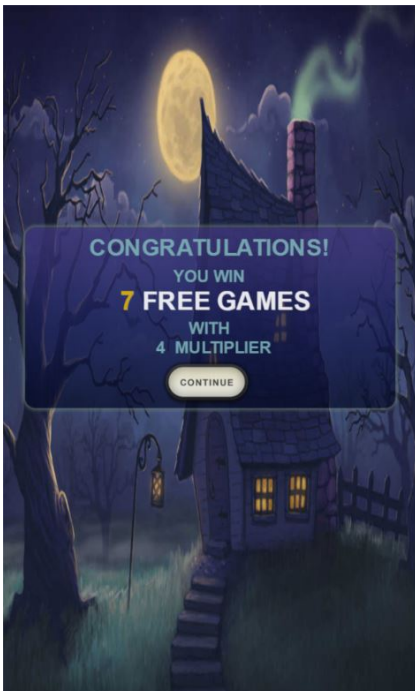 CONGRATULATIONS!
YOU WIN
7 FREE GAMES
WITH
4 MULTIPLIER
CONTINUE